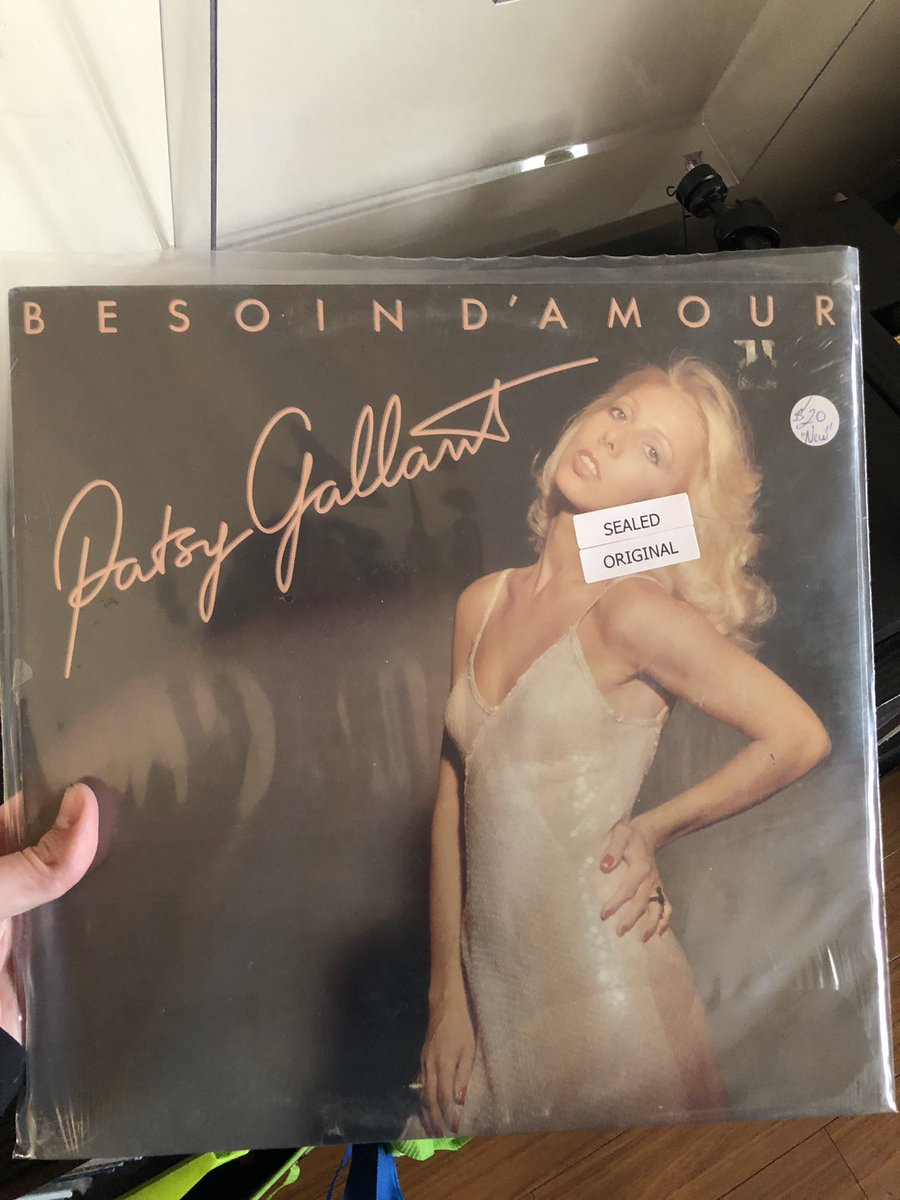 BESOIN D'AMOUR
Patsy Gallant
$20
"New"
SEALED
ORIGINAL